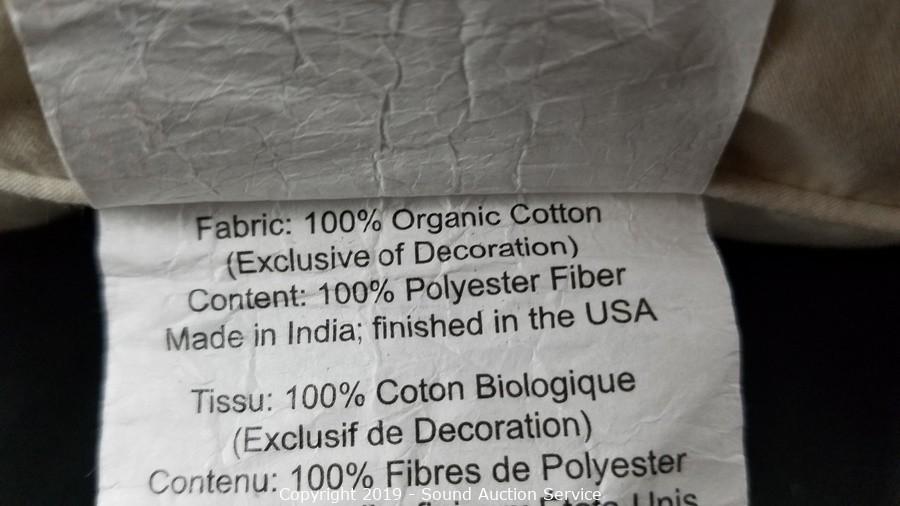 Fabric: 100% Organic Cotton
(Exclusive of Decoration)
Content: 100% Polyester Fiber
Made in India; finished in the USA
Tissu: 100% Coton Biologique
(Exclusif de Decoration)
Contenu: 100% Fibres de Polyester
Unis
Copyright 2019 - Sound Auction Service